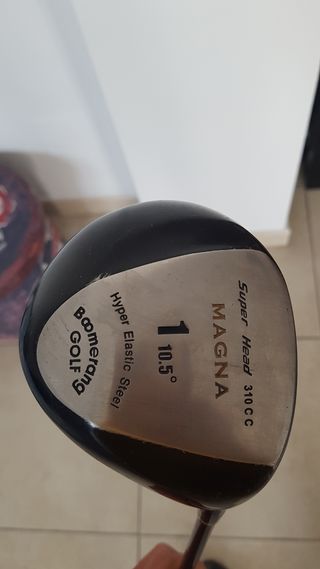 Super Head 310CC
MAGNA
1 10.5°
Hyper Elastic Steel
Boomerang
GOLF